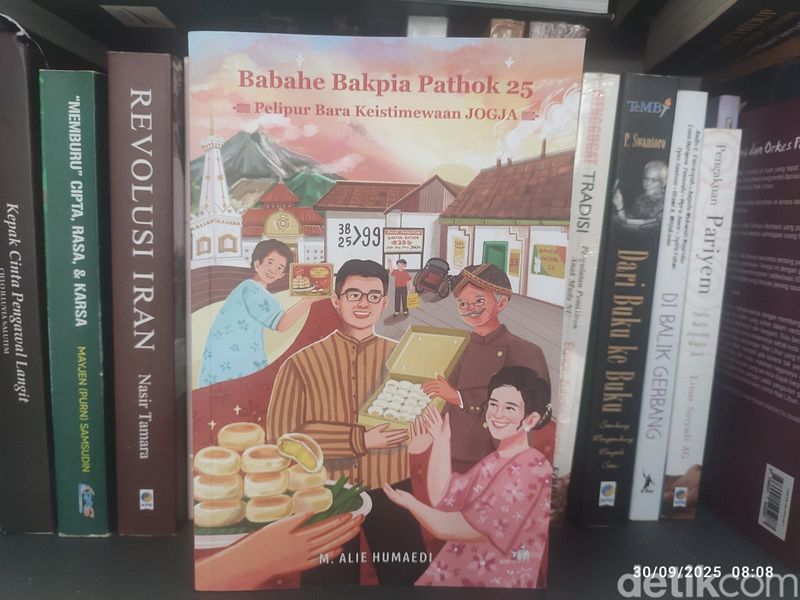 Babahe Bakpia Pathok 25
Pelipur Bara Keistimewaan JOGJA
38
25>99
M. ALIE HUMAEDI
Kepak Cinta Pengawal Langit
"MEMBURU" CIPTA, RASA, & KARSA
MAYJEN (PURN) SAMSUDIN
REVOLUSI IRAN
Nasir Tamara
TRADISI
TeMBI
P. Swantoro
Dari Buku ke Buku
DI BALIK GERBANG
Pengakuan Pariyem
Linus Suryadi AG
30/09/2025 08:08
detikcom